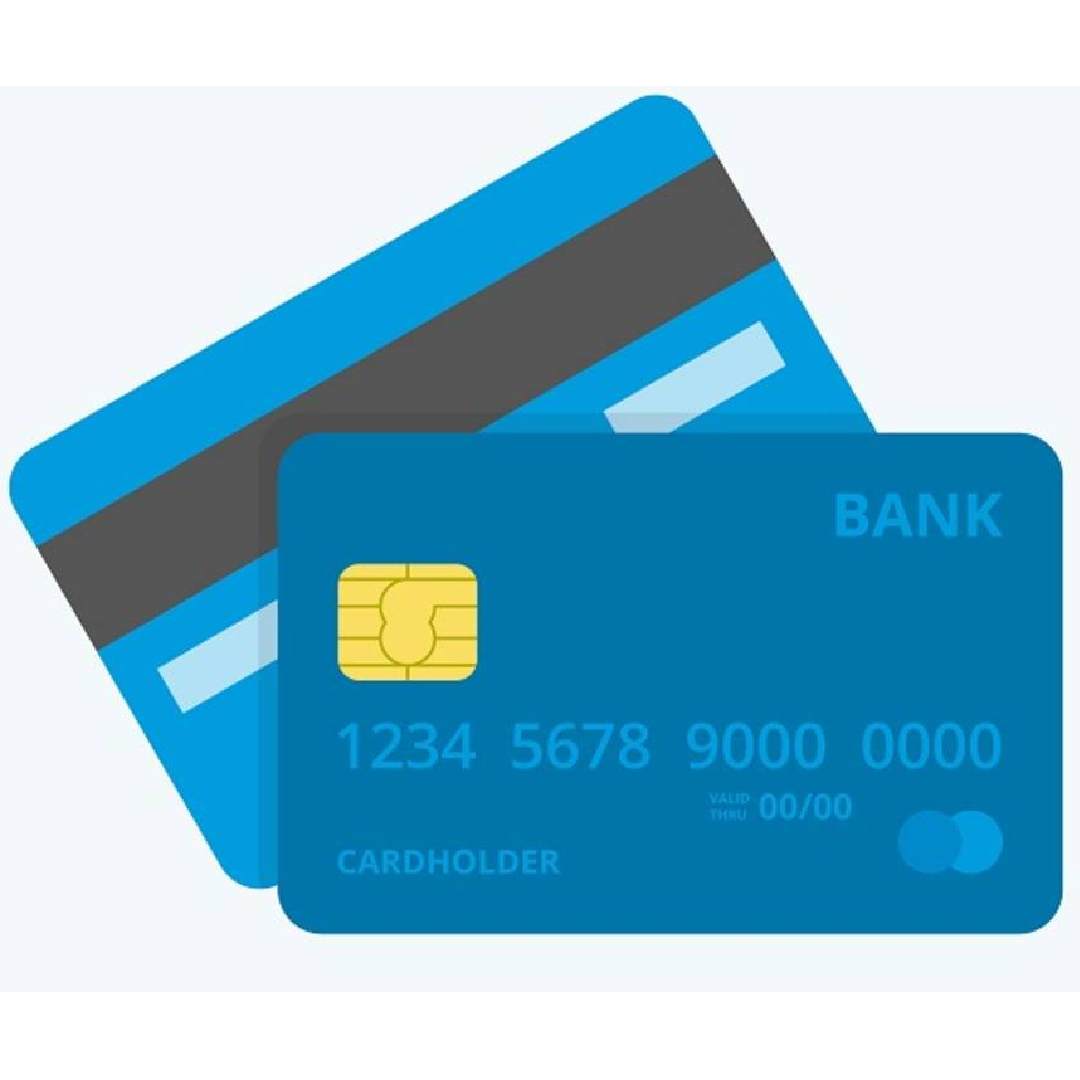 BANK
1234 5678 9000 0000
VALID
THRU 00/00
CARDHOLDER